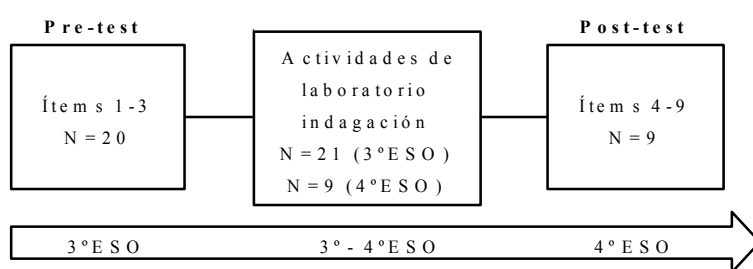 Pre-test
Ítems 1-3
N=20
Actividades de
laboratorio
indagación
N=21 (3ºESO)
N=9 (4ºESO)
Post-test
Ítems 4-9
N=9
3ºESO
3º-4ºESO
4ºESO